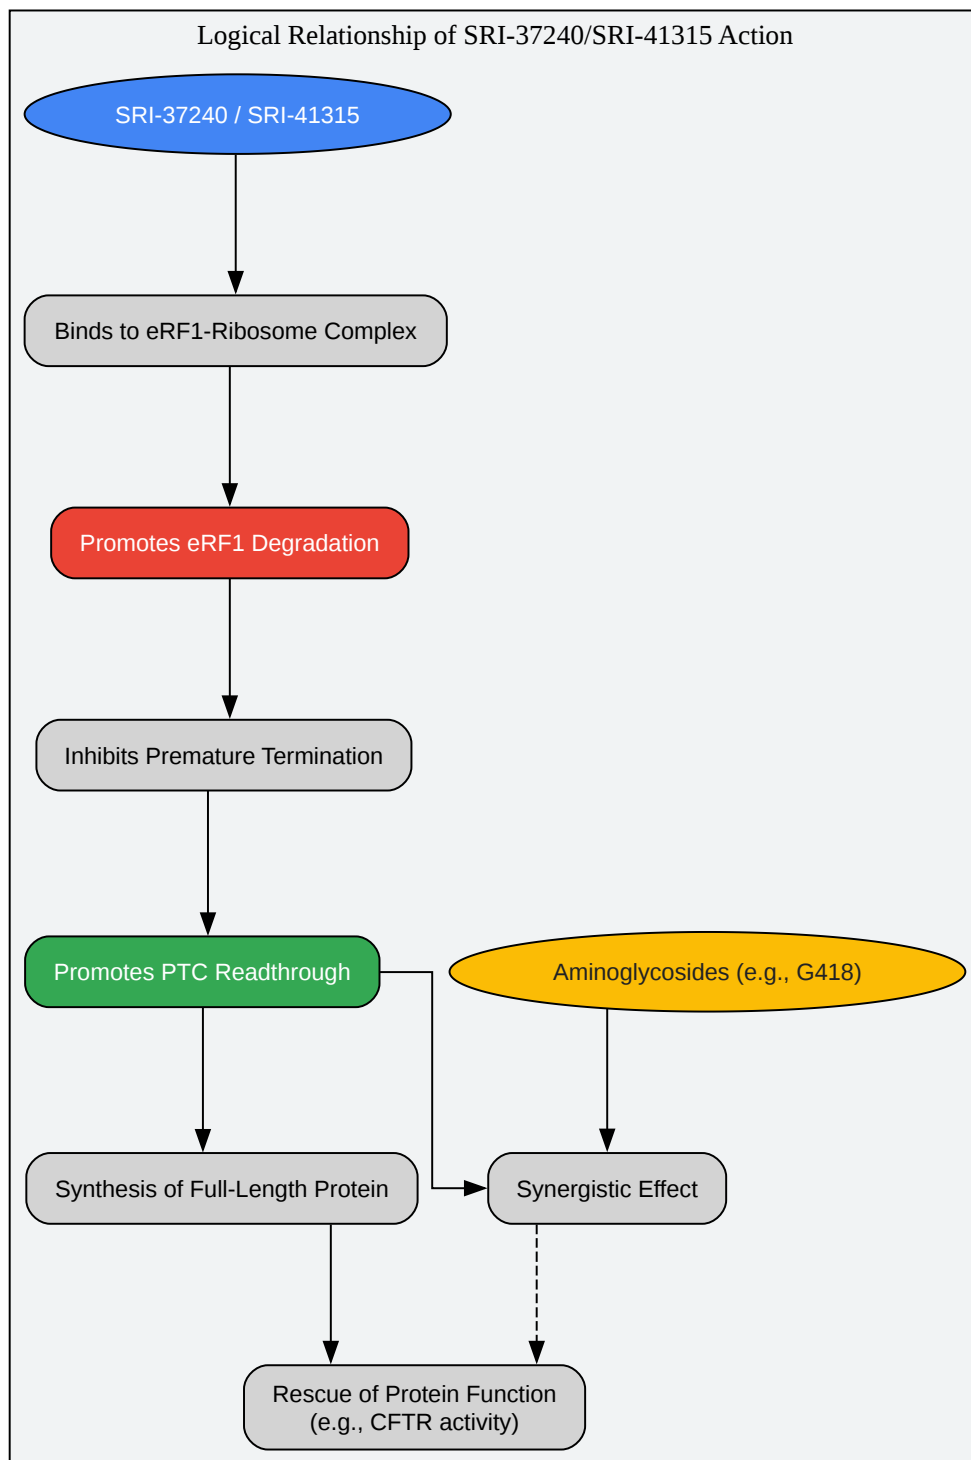 Logical Relationship of SRI-37240/SRI-41315 Action
SRI-37240 / SRI-41315
Binds to eRF1-Ribosome Complex
Promotes eRF1 Degradation
Inhibits Premature Termination
Promotes PTC Readthrough
Aminoglycosides (e.g., G418)
Synthesis of Full-Length Protein
Synergistic Effect
Rescue of Protein Function
(e.g., CFTR activity)